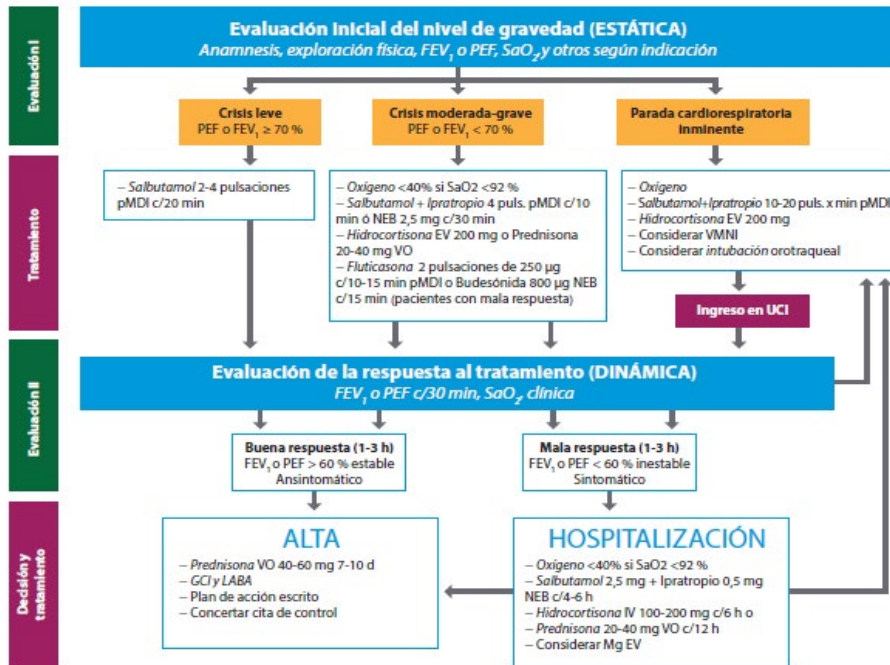 Evaluación I
Evaluación inicial del nivel de gravedad (ESTÁTICA)
Anamnesis, exploración física, FEV₁ o PEF, SaO₂, y otros según indicación
Crisis leve
PEF o FEV₁ ≥ 70 %
Crisis moderada-grave
PEF o FEV₁ < 70 %
Parada cardiorespiratoria
inminente
Tratamiento
– Salbutamol 2-4 pulsaciones
pMDI c/20 min
– Oxígeno <40% si SaO2 <92 %
– Salbutamol + Ipratropio 4 puls. pMDI c/10
min ó NEB 2,5 mg c/30 min
– Hidrocortisona EV 200 mg o Prednisona
20-40 mg VO
– Fluticasona 2 pulsaciones de 250 µg
c/10-15 min pMDI o Budesónida 800 µg NEB
c/15 min (pacientes con mala respuesta)
– Oxígeno
– Salbutamol+Ipratropio 10-20 puls. x min pMDI
– Hidrocortisona EV 200 mg
– Considerar VMNI
– Considerar intubación orotraqueal
Ingreso en UCI
Evaluación II
Evaluación de la respuesta al tratamiento (DINÁMICA)
FEV₁ o PEF c/30 min, SaO₂, clínica
Buena respuesta (1-3 h)
FEV₁ o PEF > 60 % estable
Ansintomático
Mala respuesta (1-3 h)
FEV₁ o PEF < 60 % inestable
Sintomático
Decisión y
tratamiento
ALTA
– Prednisona VO 40-60 mg 7-10 d
– GCI y LABA
– Plan de acción escrito
– Concertar cita de control
HOSPITALIZACIÓN
– Oxígeno <40% si SaO2 <92 %
– Salbutamol 2,5 mg + Ipratropio 0,5 mg
NEB c/4-6 h
– Hidrocortisona IV 100-200 mg c/6 h o
– Prednisona 20-40 mg VO c/12 h
– Considerar Mg EV